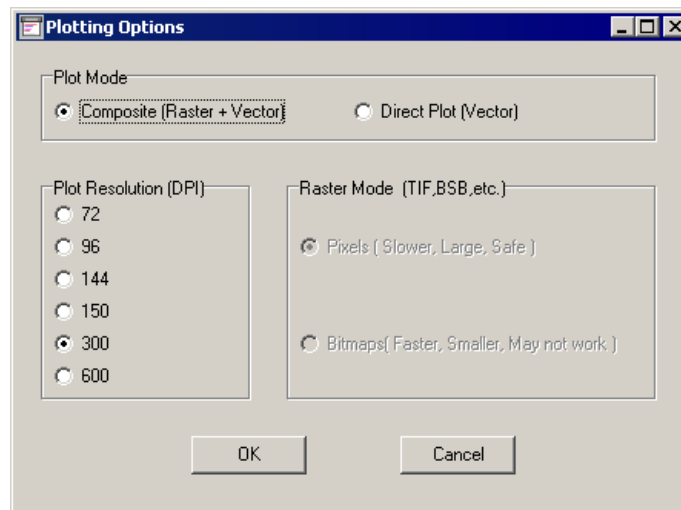 Plotting Options
Plot Mode
Composite (Raster + Vector)
Direct Plot (Vector)
Plot Resolution (DPI)
72
96
144
150
300
600
Raster Mode (TIF,BSB,etc.)
Pixels ( Slower, Large, Safe )
Bitmaps( Faster, Smaller, May not work )
OK
Cancel